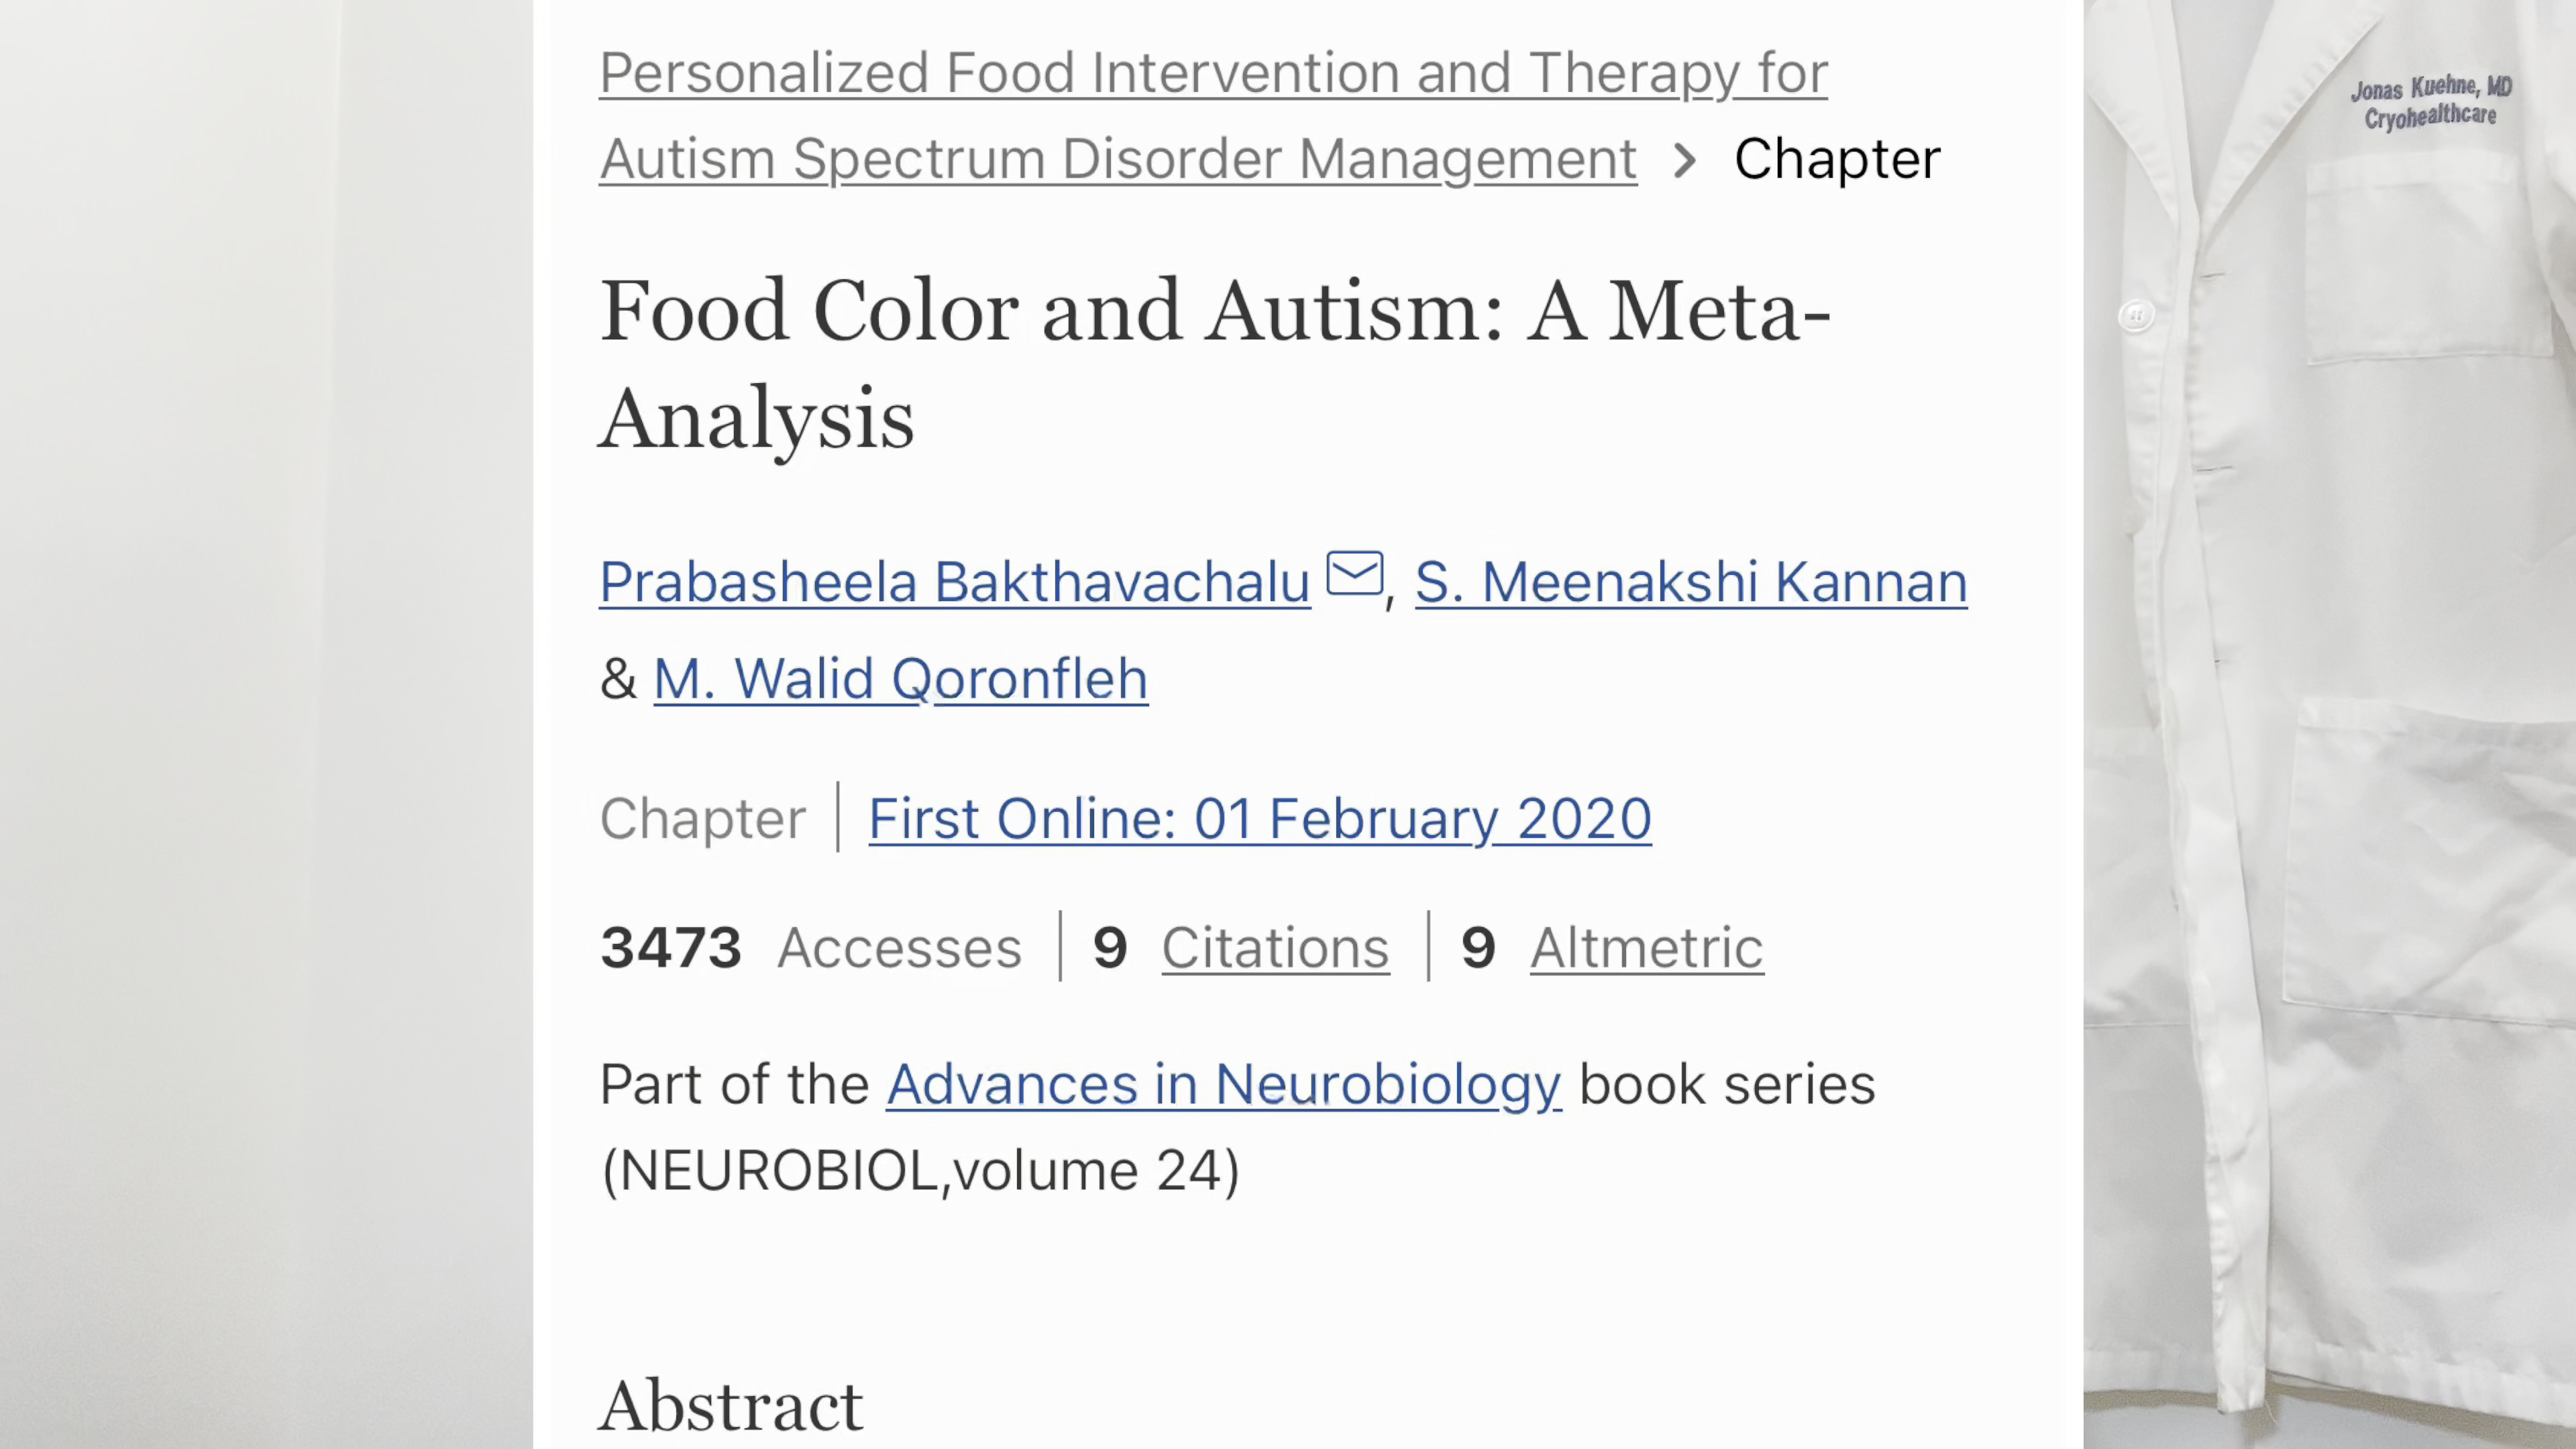 Personalized Food Intervention and Therapy for
Autism Spectrum Disorder Management > Chapter
Food Color and Autism: A Meta-
Analysis
Prabasheela Bakthavachalu, S. Meenakshi Kannan
& M. Walid Qoronfleh
Chapter | First Online: 01 February 2020
3473 Accesses | 9 Citations | 9 Altmetric
Part of the Advances in Neurobiology book series
(NEUROBIOL,volume 24)
Abstract
Jonas Kuehne, MD
Cryohealthcare